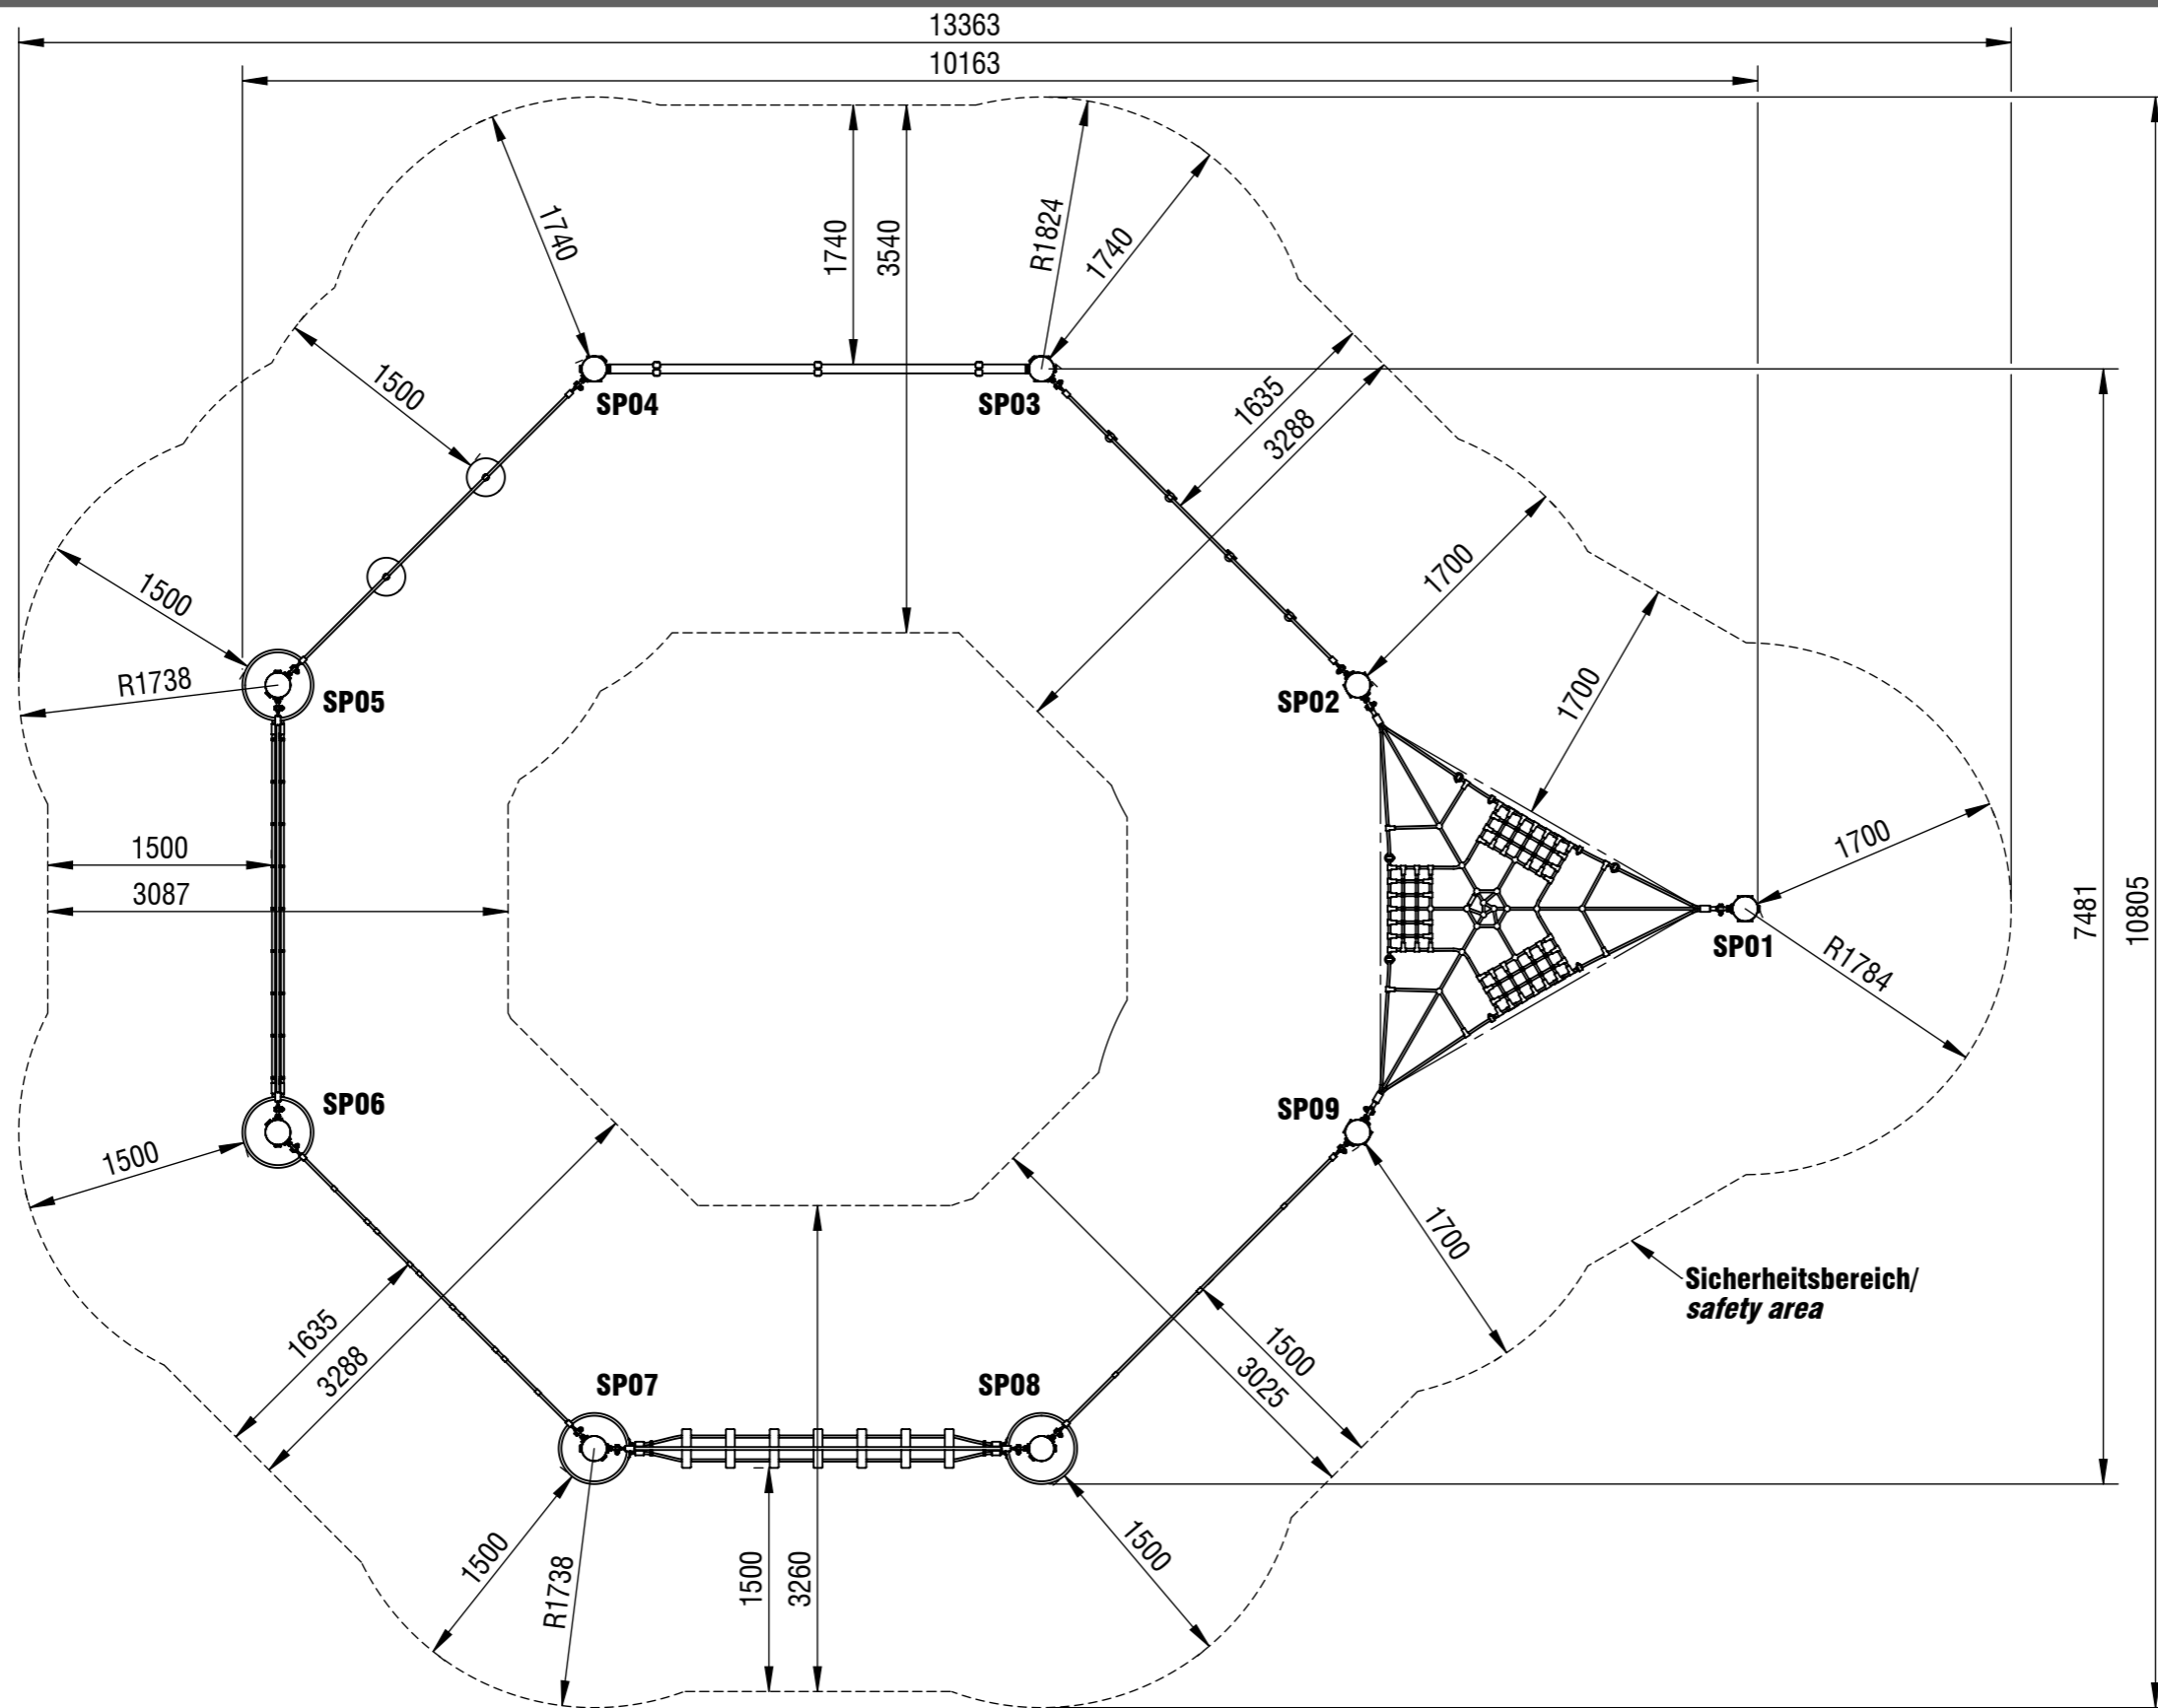 13363
10163
1740
1740
3540
R1824
1740
1635
3288
SP04
SP03
1500
1700
1500
R1738
SP05
SP02
1700
1500
3087
1700
SP01
R1784
7481
10805
SP06
SP09
1500
1700
Sicherheitsbereich/
safety area
1635
3288
1500
3025
SP07
SP08
1500
R1738
1500
3260
1500